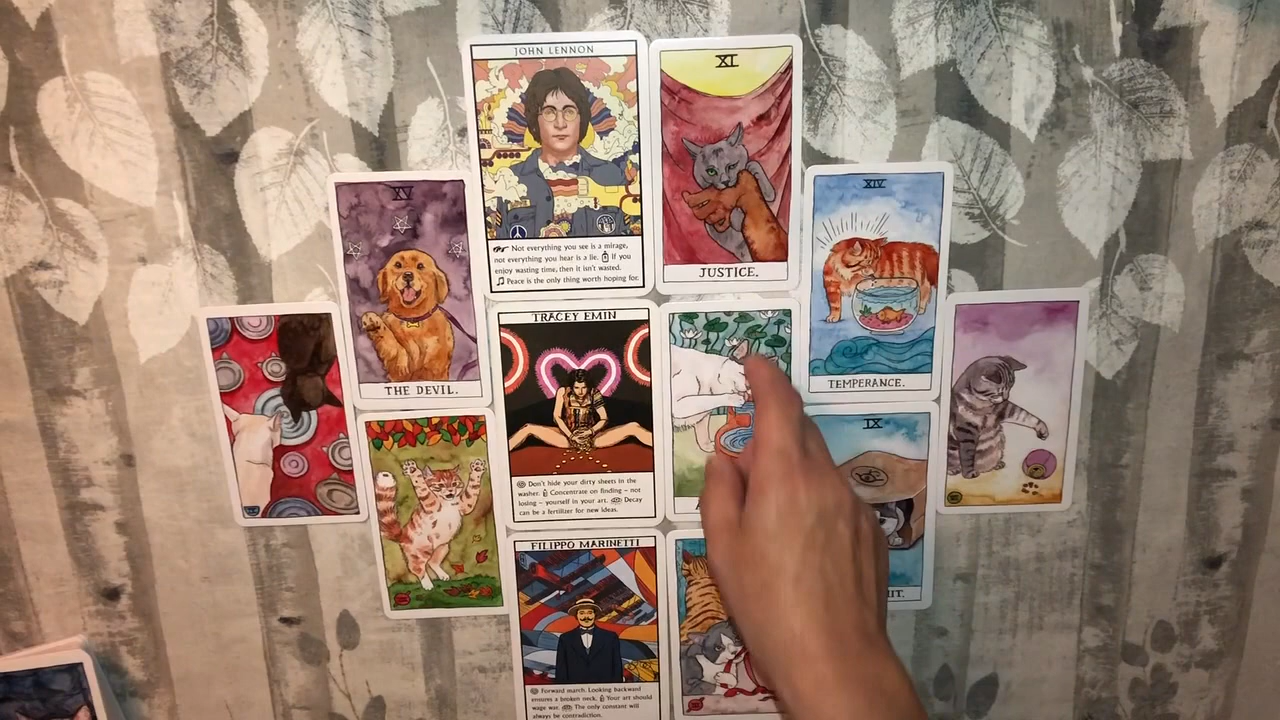 JOHN LENNON
Not everything you see is a mirage,
not everything you hear is a lie. If you
enjoy wasting time, then it isn't wasted.
Peace is the only thing worth hoping for.
XI
JUSTICE.
XV
THE DEVIL.
XIV
TEMPERANCE.
TRACEY EMIN
Don't hide your dirty sheets in the
washer. Concentrate on finding – not
losing – yourself in your art. Decay
can be a fertilizer for new ideas.
IX
IT.
FILIPPO MARINETTI
Forward march. Looking backward
ensures a broken neck. Your art should
wage war. The only constant will
always be contradiction.